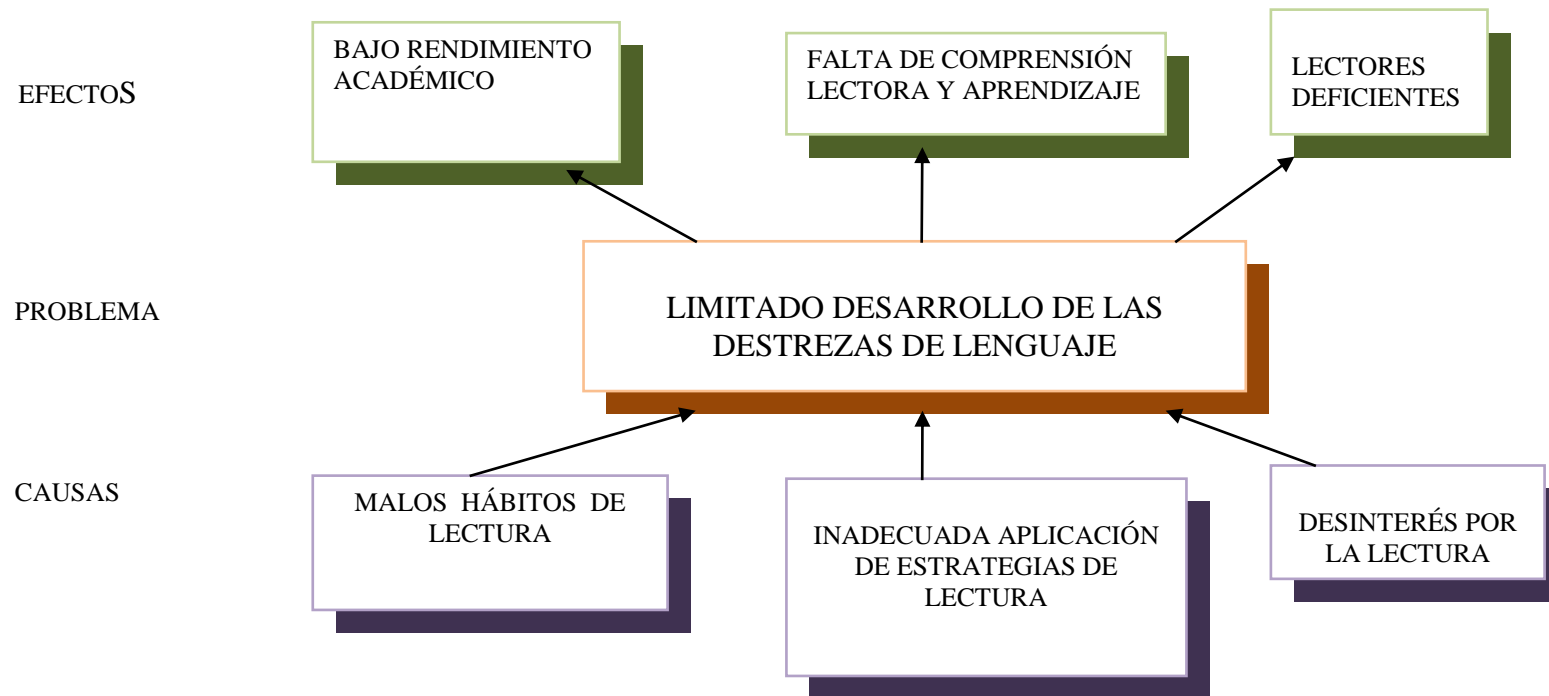 BAJO RENDIMIENTO
ACADÉMICO
FALTA DE COMPRENSIÓN
LECTORA Y APRENDIZAJE
LECTORES
DEFICIENTES
EFECTOS
LIMITADO DESARROLLO DE LAS
DESTREZAS DE LENGUAJE
PROBLEMA
CAUSAS
MALOS HÁBITOS DE
LECTURA
INADECUADA APLICACIÓN
DE ESTRATEGIAS DE
LECTURA
DESINTERÉS POR
LA LECTURA